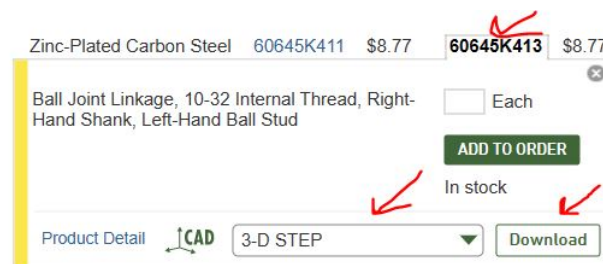 Zinc-Plated Carbon Steel 60645K411 $8.77 60645K413 $8.77
Ball Joint Linkage, 10-32 Internal Thread, Right-
Hand Shank, Left-Hand Ball Stud
Each
ADD TO ORDER
In stock
Product Detail CAD 3-D STEP Download